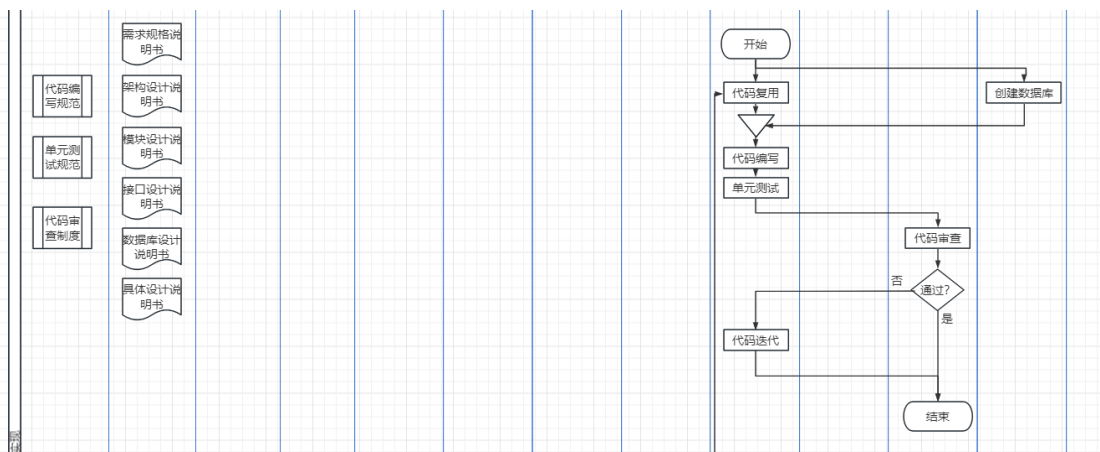 代码编
写规范
单元测
试规范
代码审
查制度
需求规格说
明书
架构设计说
明书
模块设计说
明书
接口设计说
明书
数据库设计
说明书
具体设计说
明书
开始
代码复用
创建数据库
代码编写
单元测试
代码审查
通过?
否
是
代码迭代
结束